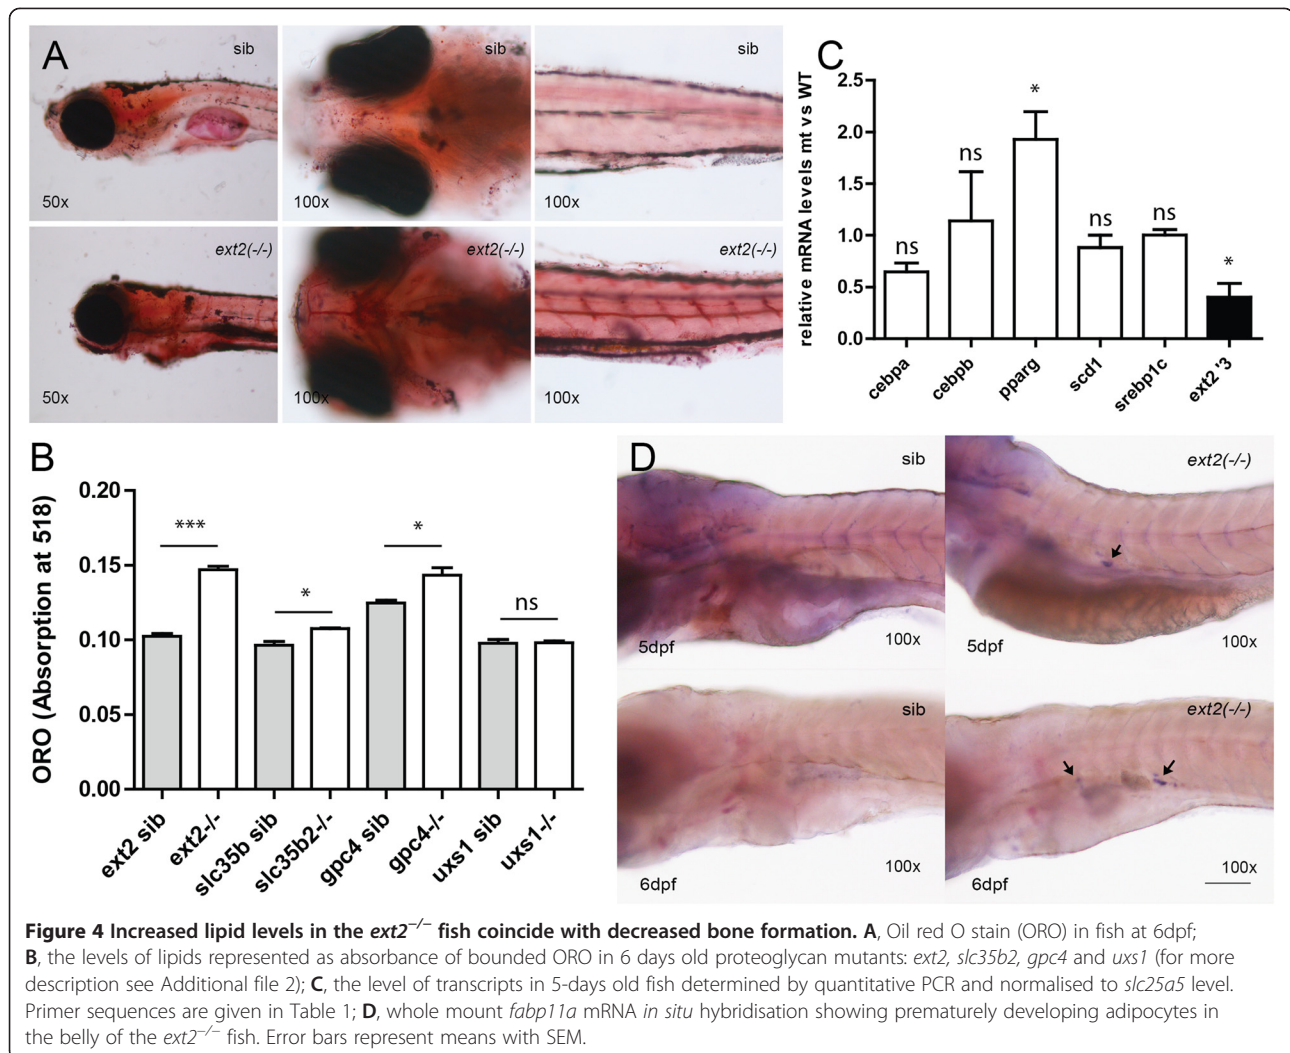 A
sib
sib
sib
50x
100x
100x
ext2(-/-)
ext2(-/-)
ext2(-/-)
50x
100x
100x
C
relative mRNA levels mt vs WT
2.5
2.0
1.5
1.0
0.5
0.0
ns
ns
*
ns
ns
*
cebpa
cebpb
pparg
scd1
srebp1c
ext2 '3
B
ORO (Absorption at 518)
0.20
0.15
0.10
0.05
0.00
***
*
*
ns
ext2 sib
ext2-/-
slc35b sib
slc35b2-/-
gpc4 sib
gpc4-/-
uxs1 sib
uxs1-/-
D
sib
ext2(-/-)
5dpf
100x
5dpf
100x
sib
ext2(-/-)
6dpf
100x
6dpf
100x
Figure 4 Increased lipid levels in the ext2−/− fish coincide with decreased bone formation. A, Oil red O stain (ORO) in fish at 6dpf;
B, the levels of lipids represented as absorbance of bounded ORO in 6 days old proteoglycan mutants: ext2, slc35b2, gpc4 and uxs1 (for more
description see Additional file 2); C, the level of transcripts in 5-days old fish determined by quantitative PCR and normalised to slc25a5 level.
Primer sequences are given in Table 1; D, whole mount fabp11a mRNA in situ hybridisation showing prematurely developing adipocytes in
the belly of the ext2−/− fish. Error bars represent means with SEM.